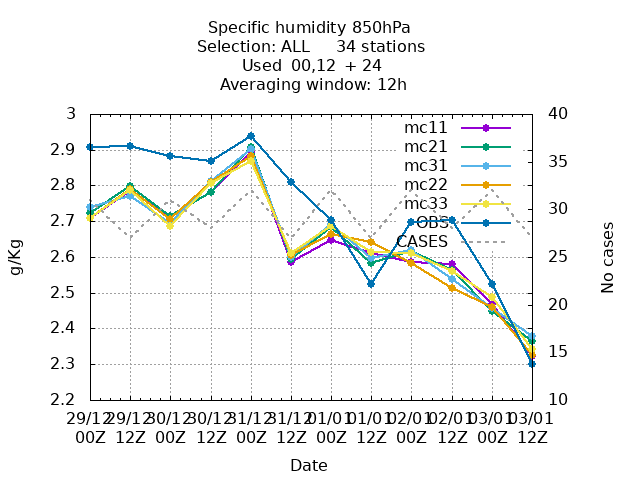 Specific humidity 850hPa
Selection: ALL 34 stations
Used 00,12 + 24
Averaging window: 12h
3
2.9
2.8
2.7
2.6
2.5
2.4
2.3
2.2
g/Kg
mc11
mc21
mc31
mc22
mc33
OBS
CASES
40
35
30
25
20
15
10
No cases
29/12 29/12 30/12 30/12 31/12 31/12 01/01 01/01 02/01 02/01 03/01 03/01
00Z 12Z 00Z 12Z 00Z 12Z 00Z 12Z 00Z 12Z 00Z 12Z
Date